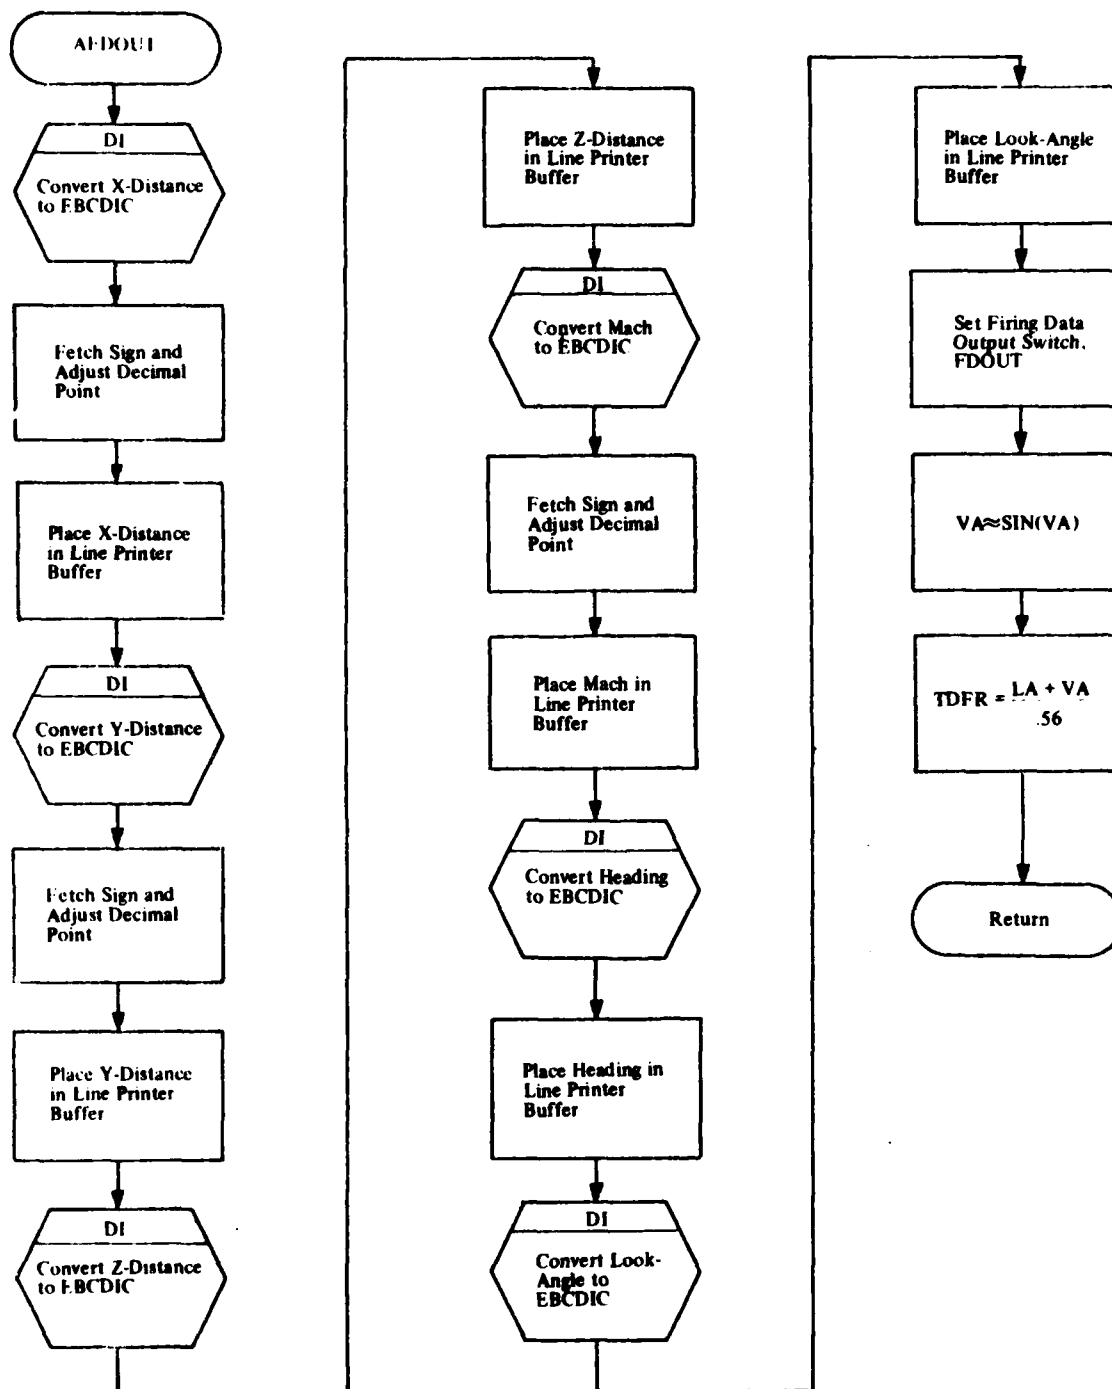 AFDOUT
DI
Convert X-Distance
to EBCDIC
Fetch Sign and
Adjust Decimal
Point
Place X-Distance
in Line Printer
Buffer
DI
Convert Y-Distance
to EBCDIC
Fetch Sign and
Adjust Decimal
Point
Place Y-Distance
in Line Printer
Buffer
DI
Convert Z-Distance
to EBCDIC
Place Z-Distance
in Line Printer
Buffer
DI
Convert Mach
to EBCDIC
Fetch Sign and
Adjust Decimal
Point
Place Mach in
Line Printer
Buffer
DI
Convert Heading
to EBCDIC
Place Heading in
Line Printer
Buffer
DI
Convert Look-
Angle to
EBCDIC
Place Look-Angle
in Line Printer
Buffer
Set Firing Data
Output Switch,
FDOUT
VA≈SIN(VA)
TDFR = LA + VA
.56
Return